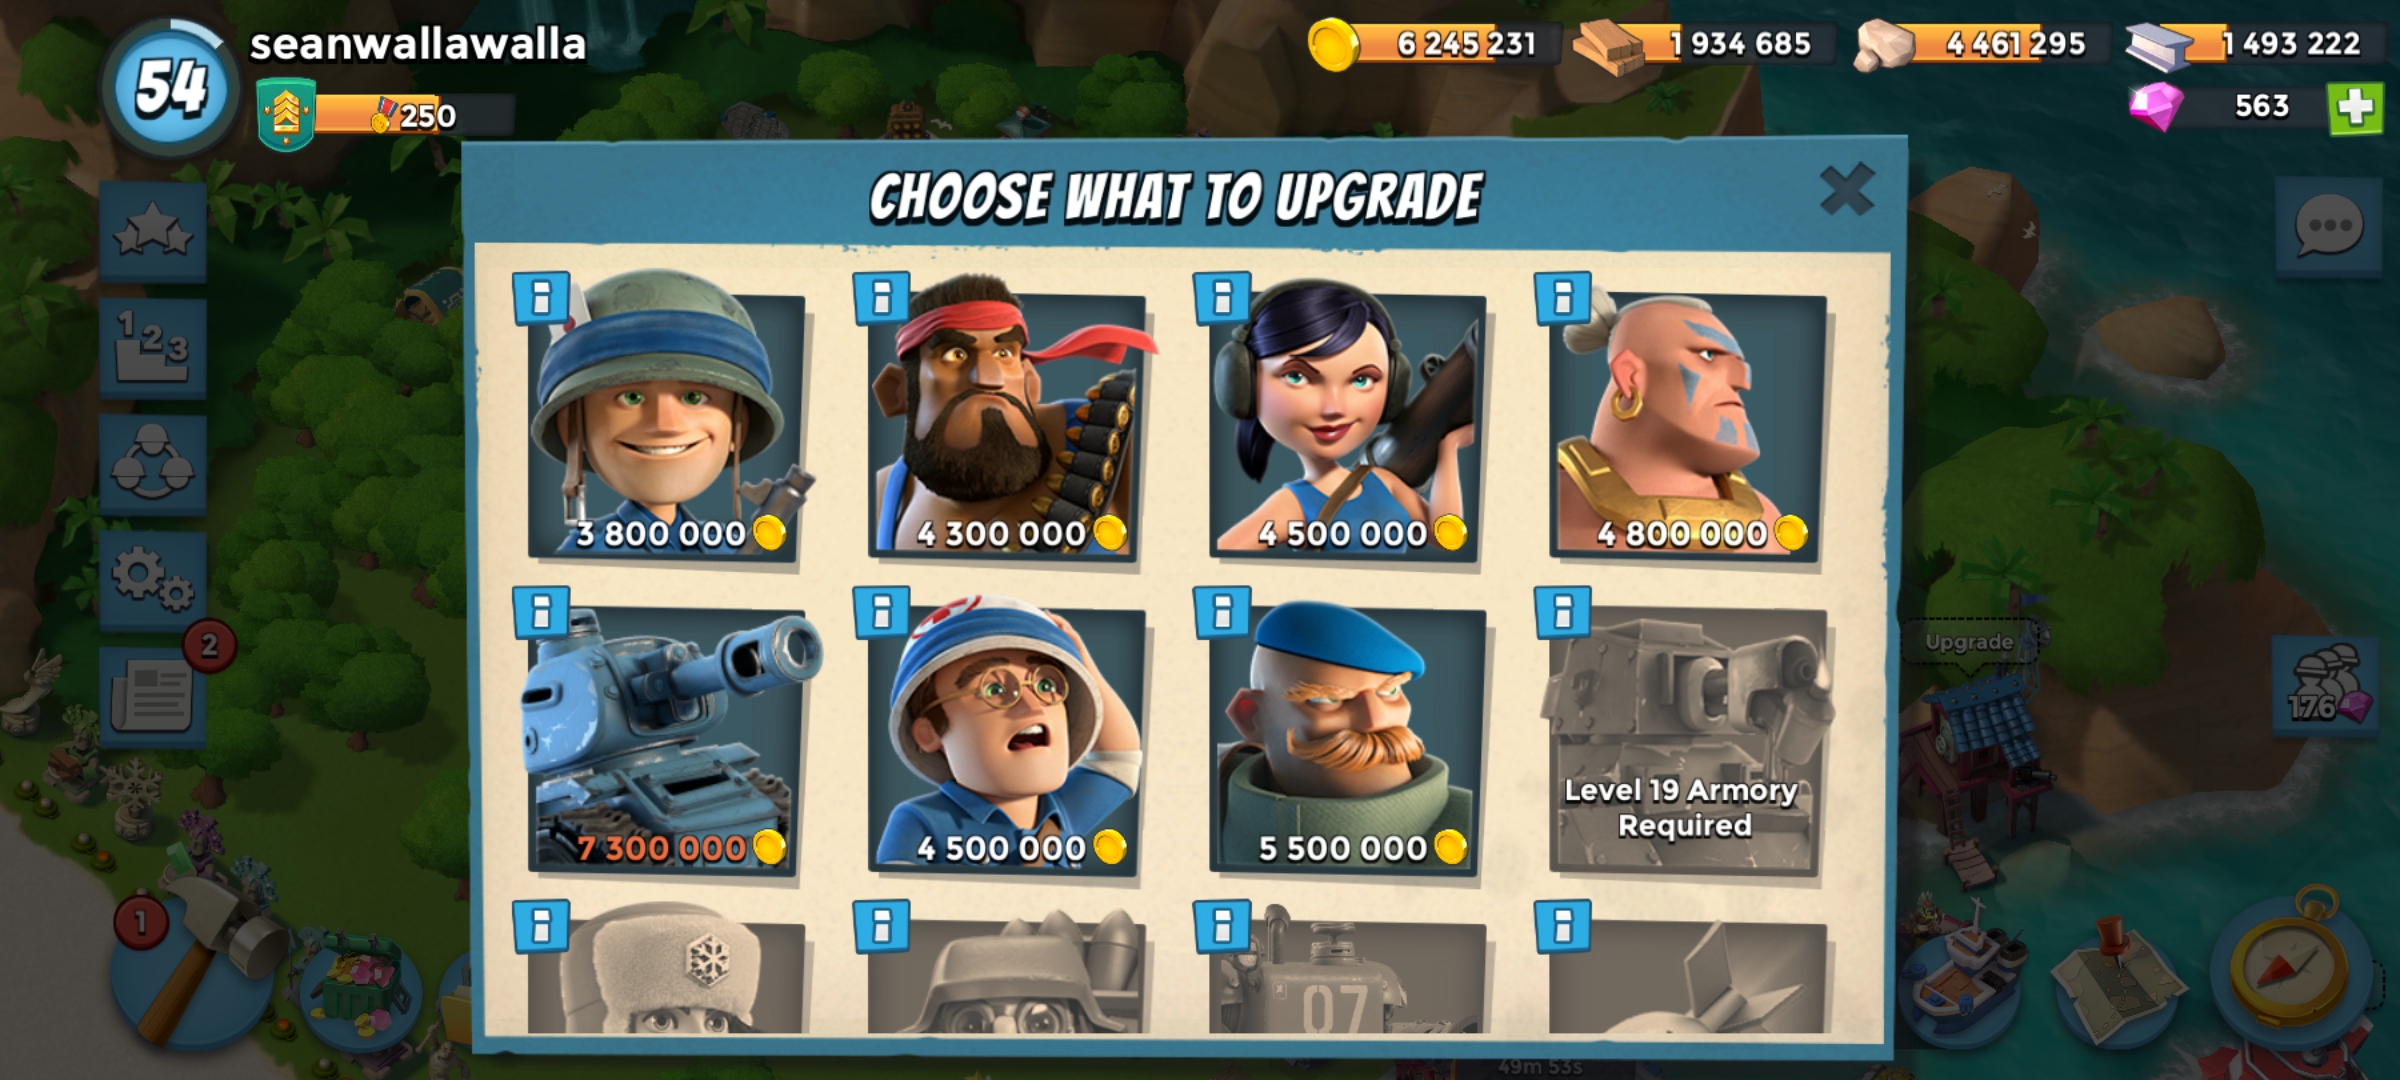 54
seanwallawalla
250
6 245 231
1 934 685
4 461 295
1 493 222
563
CHOOSE WHAT TO UPGRADE
123
3 800 000
4 300 000
4 500 000
4 800 000
2
Upgrade
176
7 300 000
4 500 000
5 500 000
Level 19 Armory
Required
1
07
49m 53s